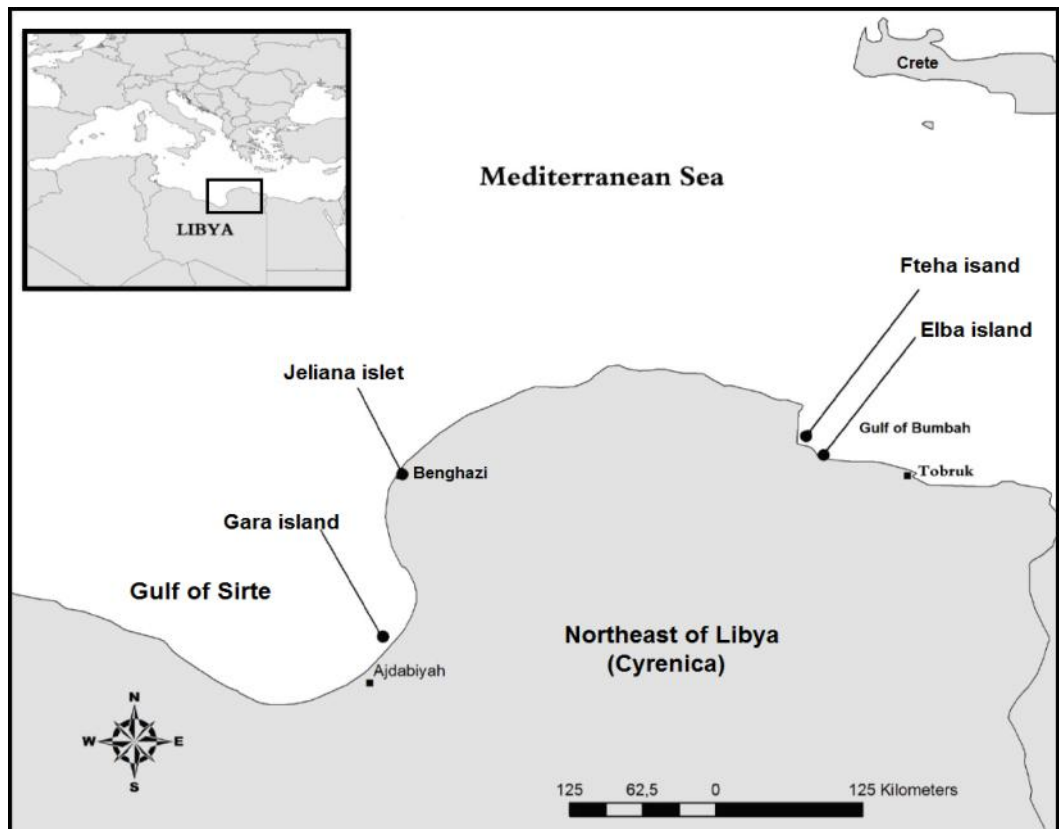 Crete
Mediterranean Sea
LIBYA
Fteha isand
Elba island
Jeliana islet
Gulf of Bumbah
Benghazi
Tobruk
Gara island
Gulf of Sirte
Northeast of Libya
(Cyrenica)
Ajdabiyah
N
W E
S
125 62,5 0 125 Kilometers